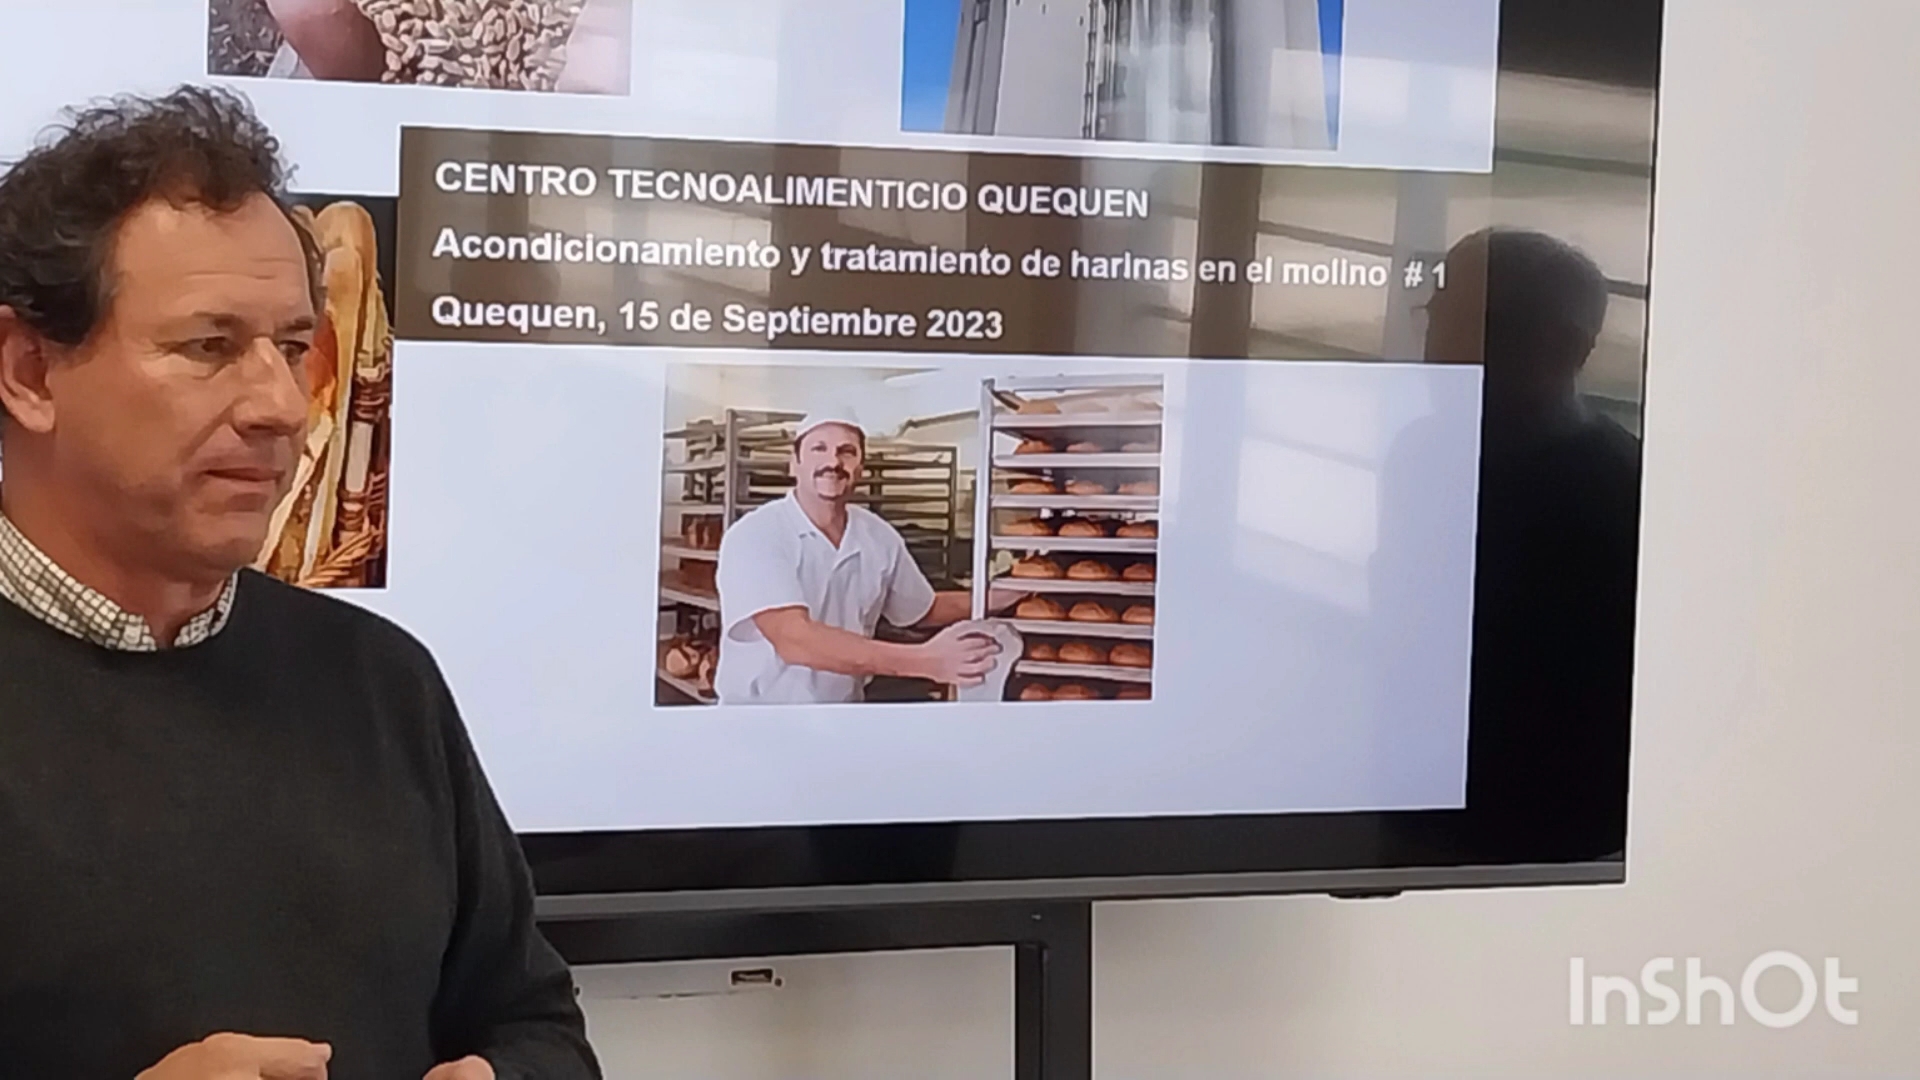 CENTRO TECNOALIMENTICIO QUEQUEN
Acondicionamiento y tratamiento de harinas en el molino # 1
Quequen, 15 de Septiembre 2023
InShOt